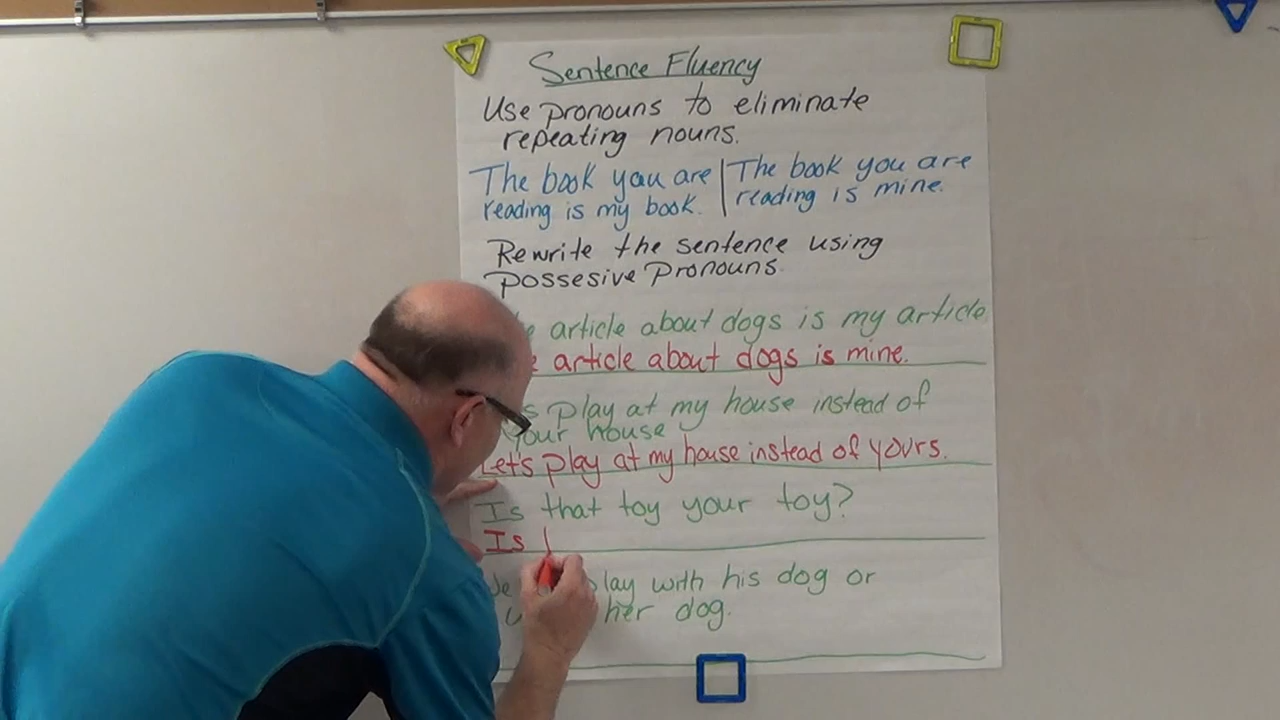 Sentence Fluency
Use pronouns to eliminate
repeating nouns.
The book you are
reading is my book.
The book you are
reading is mine.
Rewrite the sentence using
possesive pronouns.
article about dogs is my article
article about dogs is mine.
play at my house instead of
your house
Let's play at my house instead of yours.
Is that toy your toy?
Is
with his dog or
her dog.